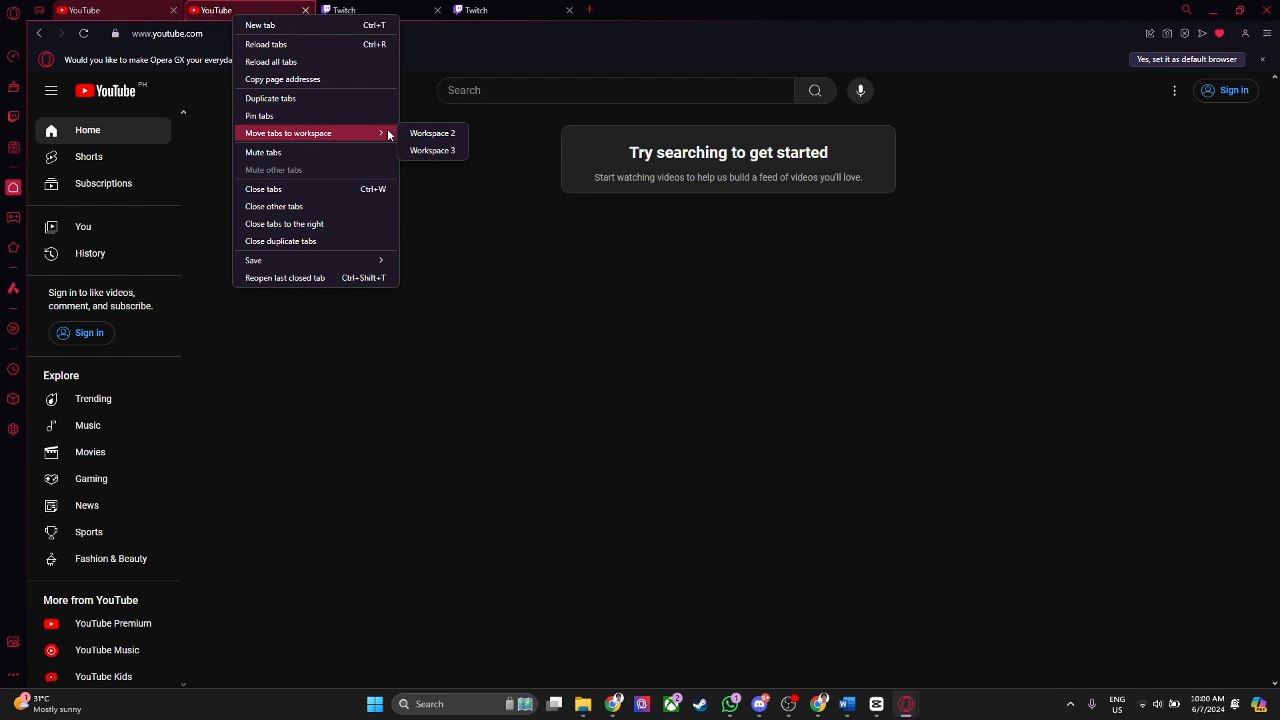 YouTube YouTube Twitch Twitch
www.youtube.com
Would you like to make Opera GX your everyda Yes, set it as default browser
New tab Ctrl+T
Reload tabs Ctrl+R
Reload all tabs
Copy page addresses
Duplicate tabs
Pin tabs
Move tabs to workspace
Mute tabs
Mute other tabs
Close tabs Ctrl+W
Close other tabs
Close tabs to the right
Close duplicate tabs
Save
Reopen last closed tab Ctrl+Shift+T
Workspace 2
Workspace 3
YouTube PH
Search
Sign in
Home
Shorts
Subscriptions
You
History
Sign in to like videos,
comment, and subscribe.
Sign in
Explore
Trending
Music
Movies
Gaming
News
Sports
Fashion & Beauty
More from YouTube
YouTube Premium
YouTube Music
YouTube Kids
Try searching to get started
Start watching videos to help us build a feed of videos you'll love.
1
31°C
Mostly sunny
Search
2
1
9+
ENG
US
10:00 AM
6/7/2024